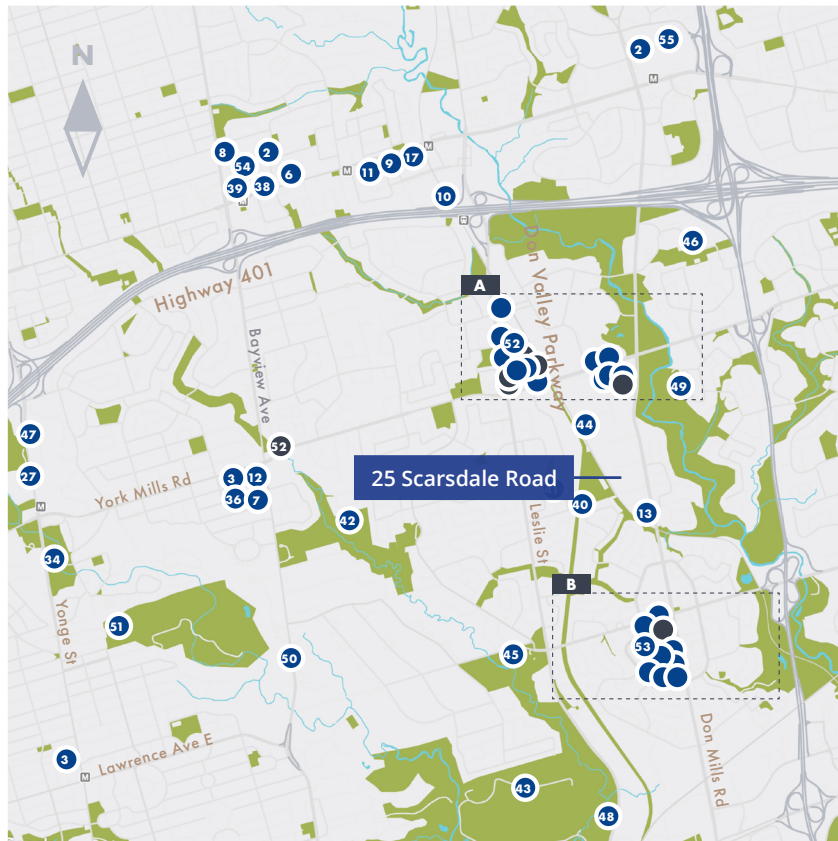 55
2
N
8
2
17
54
9
6
11
39
38
M
M
M
M
10
46
Highway 401
Don Valley Parkway
A
52
49
Bayview Ave
44
47
52
27
York Mills Rd
3
12
36
7
M
25 Scarsdale Road
40
13
42
Leslie St
34
B
51
Yonge St
53
45
50
3
Lawrence Ave E
M
43
Don Mills Rd
48